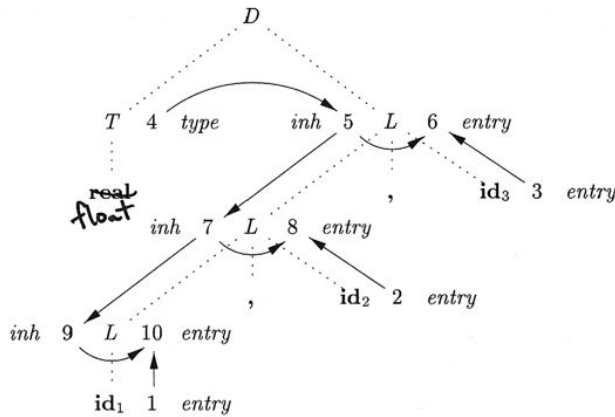 D
T 4 type inh 5 L 6 entry
real
float
, id3 3 entry
inh 7 L 8 entry
, id2 2 entry
inh 9 L 10 entry
id1 1 entry